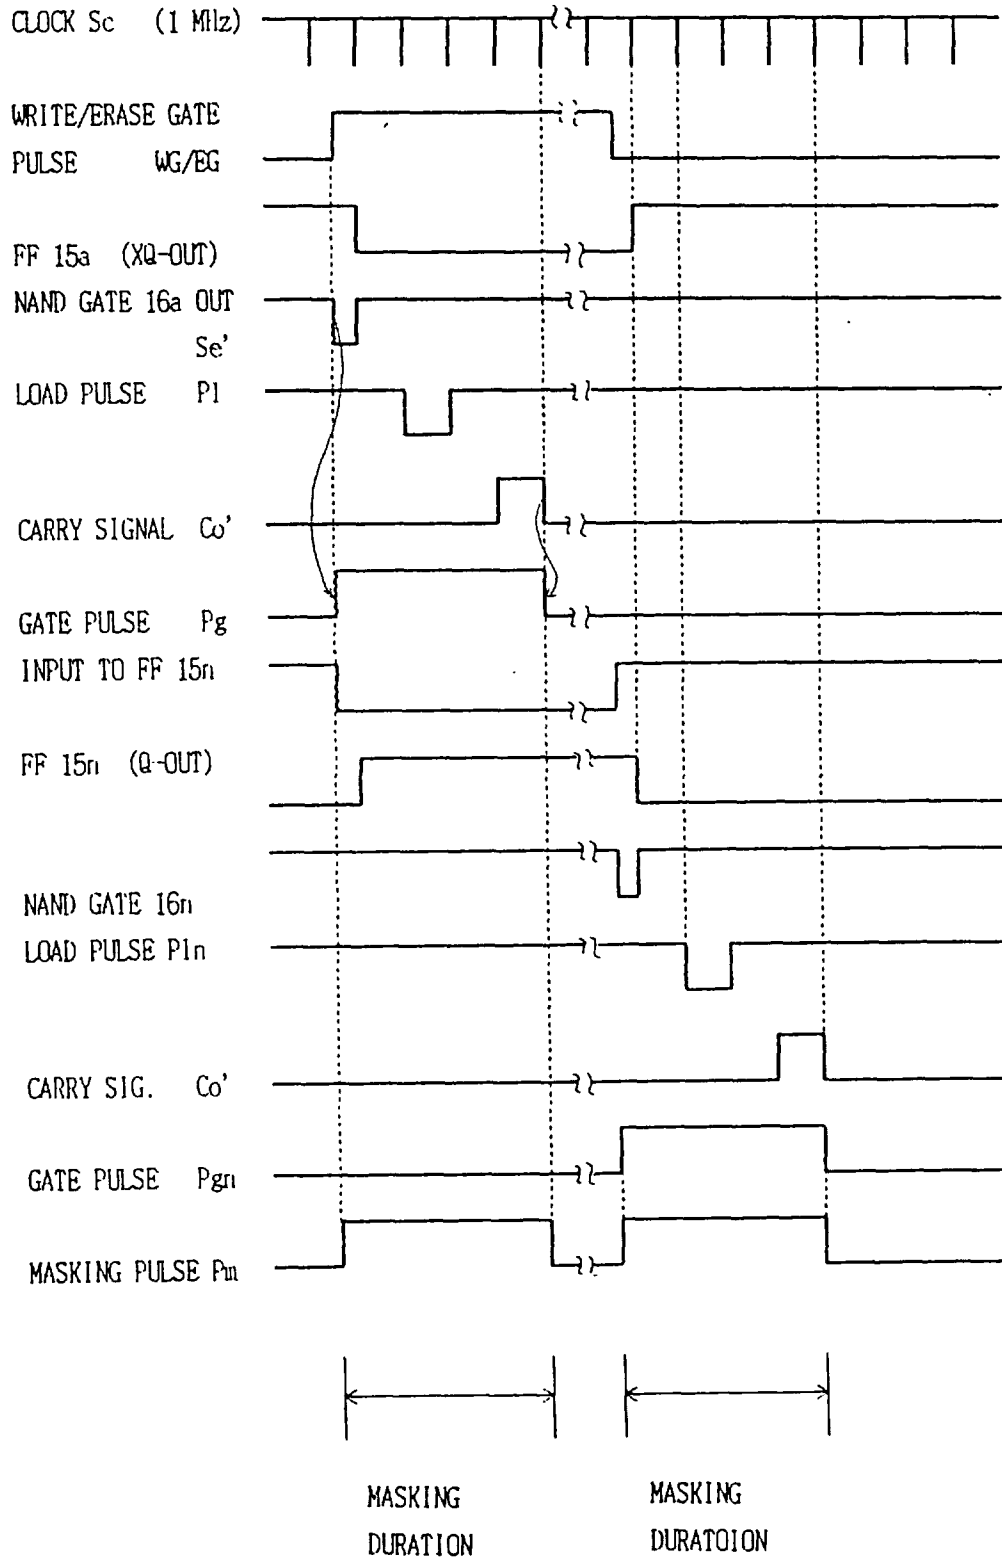 CLOCK Sc (1 MHz)
WRITE/ERASE GATE
PULSE WG/EG
FF 15a (XQ-OUT)
NAND GATE 16a OUT
Se'
LOAD PULSE Pl
CARRY SIGNAL Co'
GATE PULSE Pg
INPUT TO FF 15n
FF 15n (Q-OUT)
NAND GATE 16n
LOAD PULSE Pln
CARRY SIG. Co'
GATE PULSE Pgn
MASKING PULSE Pm
MASKING
DURATION
MASKING
DURATOION